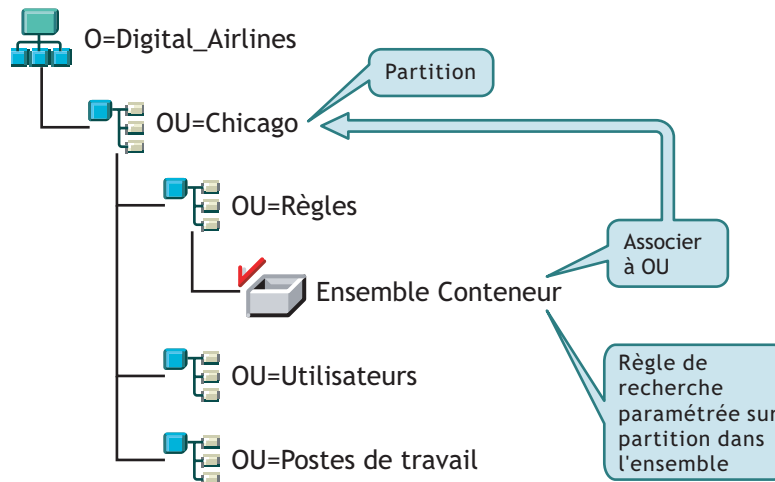 O=Digital_Airlines
Partition
OU=Chicago
OU=Règles
Associer
à OU
Ensemble Conteneur
OU=Utilisateurs
Règle de
recherche
paramétrée sur
partition dans
l'ensemble
OU=Postes de travail